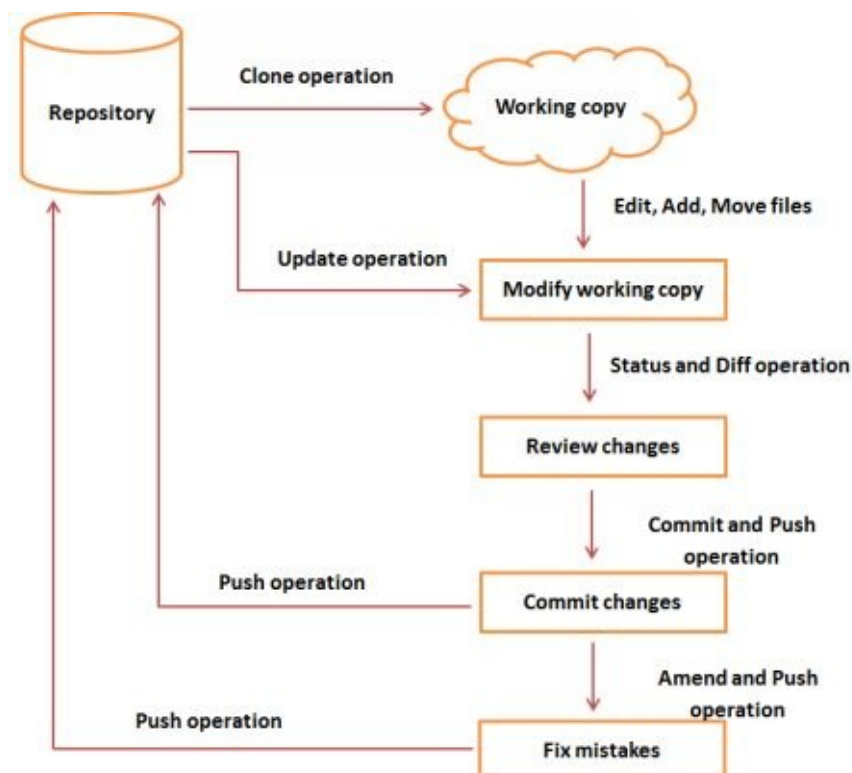 Clone operation
Repository
Working copy
Edit, Add, Move files
Update operation
Modify working copy
Status and Diff operation
Review changes
Commit and Push
operation
Push operation
Commit changes
Amend and Push
operation
Push operation
Fix mistakes